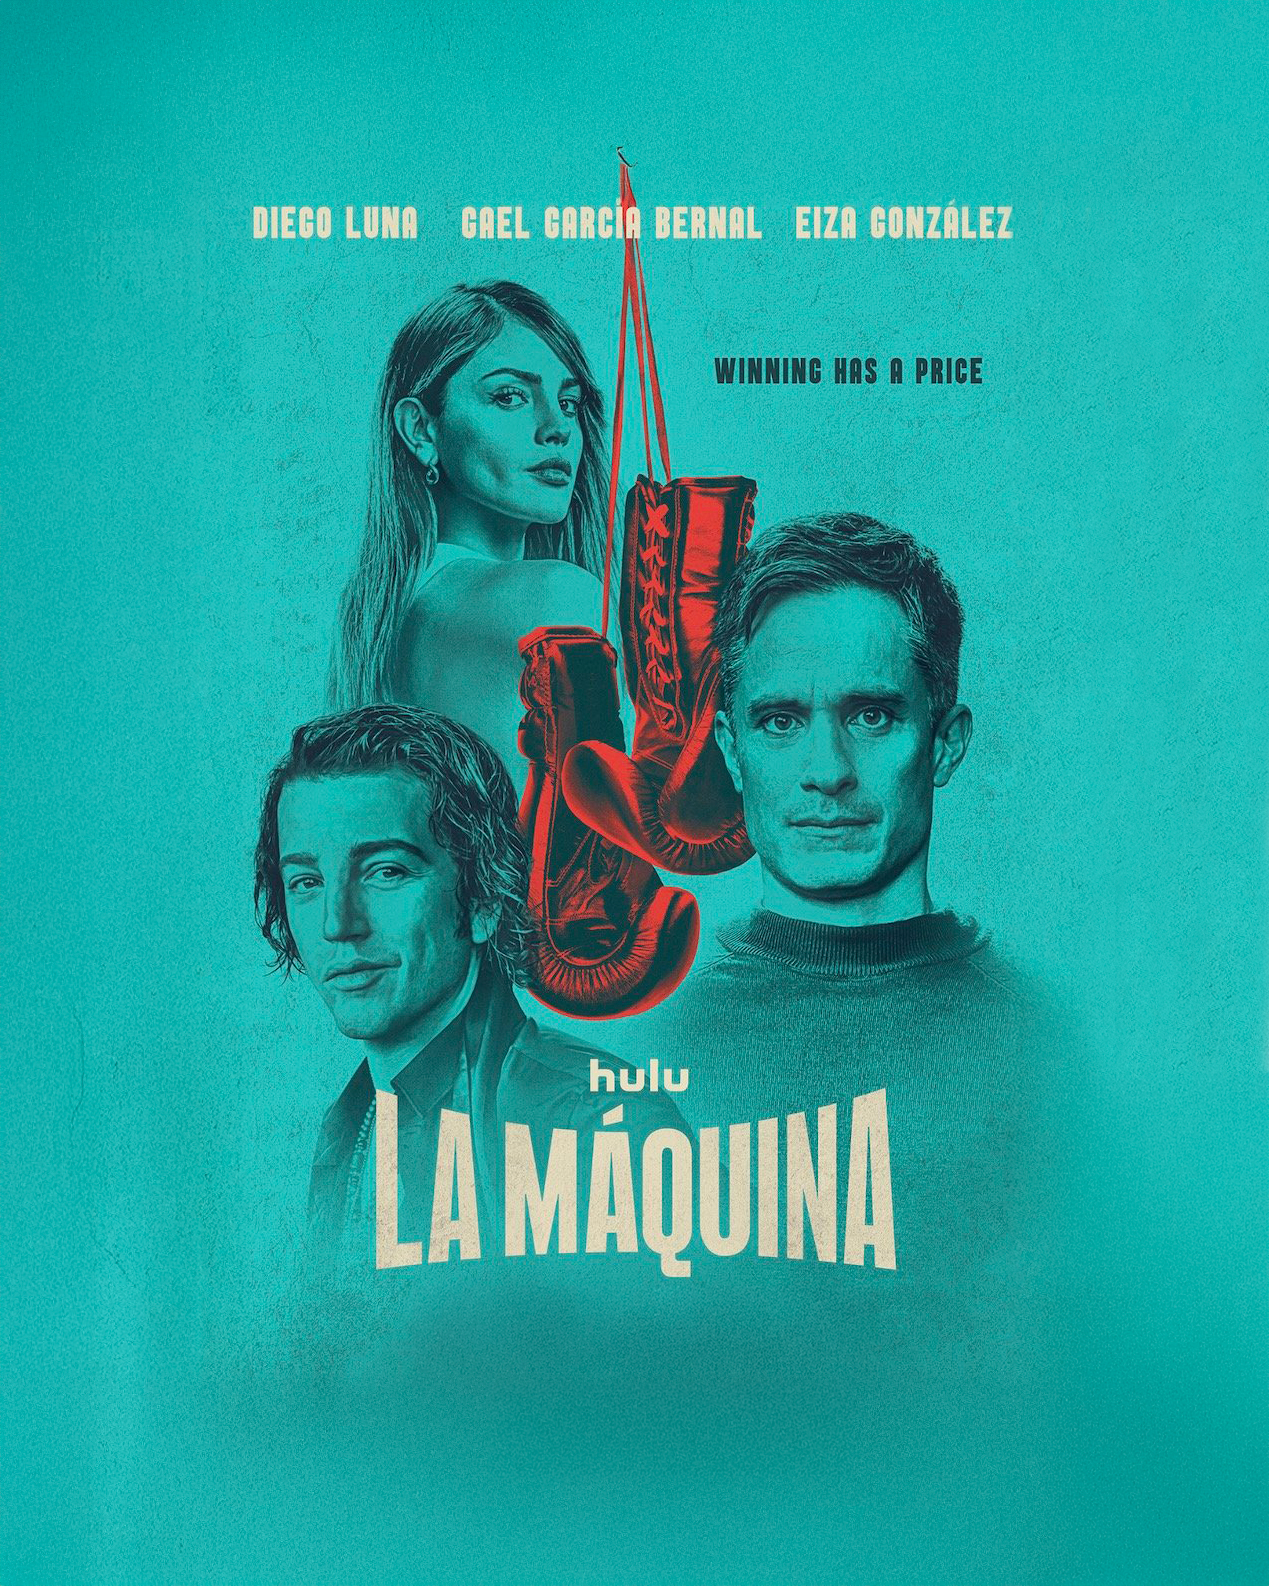 DIEGO LUNA GAEL GARCÍA BERNAL EIZA GONZÁLEZ
WINNING HAS A PRICE
hulu
LA MÁQUINA